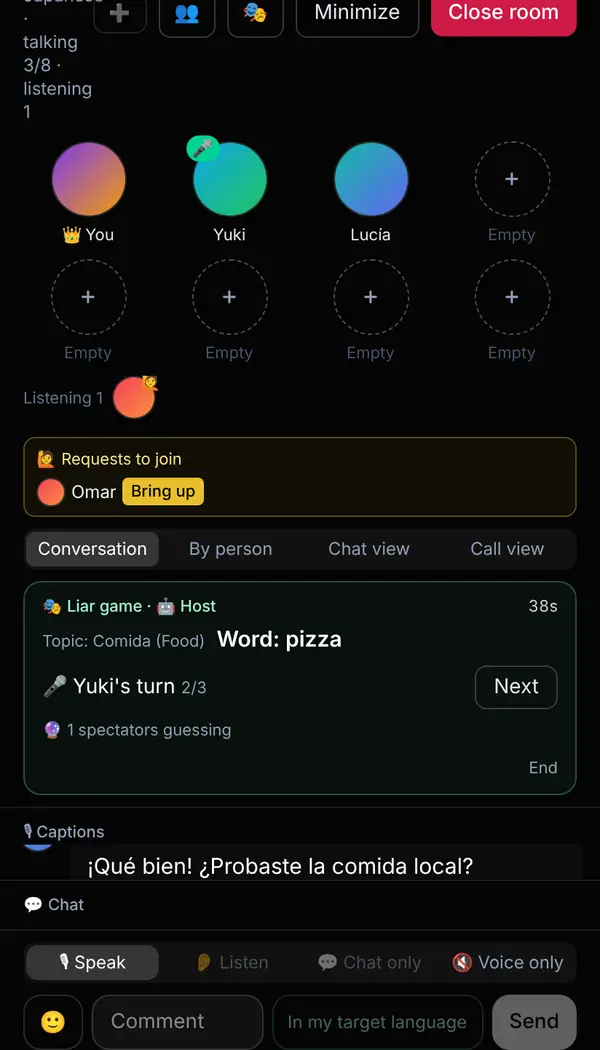 ➕ 👥 🎭 Minimize Close room
·
talking
3/8 ·
listening
1
🎤
👑 You Yuki Lucía Empty
Empty Empty Empty Empty
Listening 1 🙋
🙋 Requests to join
Omar Bring up
Conversation By person Chat view Call view
🎭 Liar game · 🤖 Host 38s
Topic: Comida (Food) Word: pizza
🎤 Yuki's turn 2/3 Next
🔮 1 spectators guessing
End
🎙 Captions
¡Qué bien! ¿Probaste la comida local?
💬 Chat
🎙 Speak 👂 Listen 💬 Chat only 🔇 Voice only
🙂 Comment In my target language Send